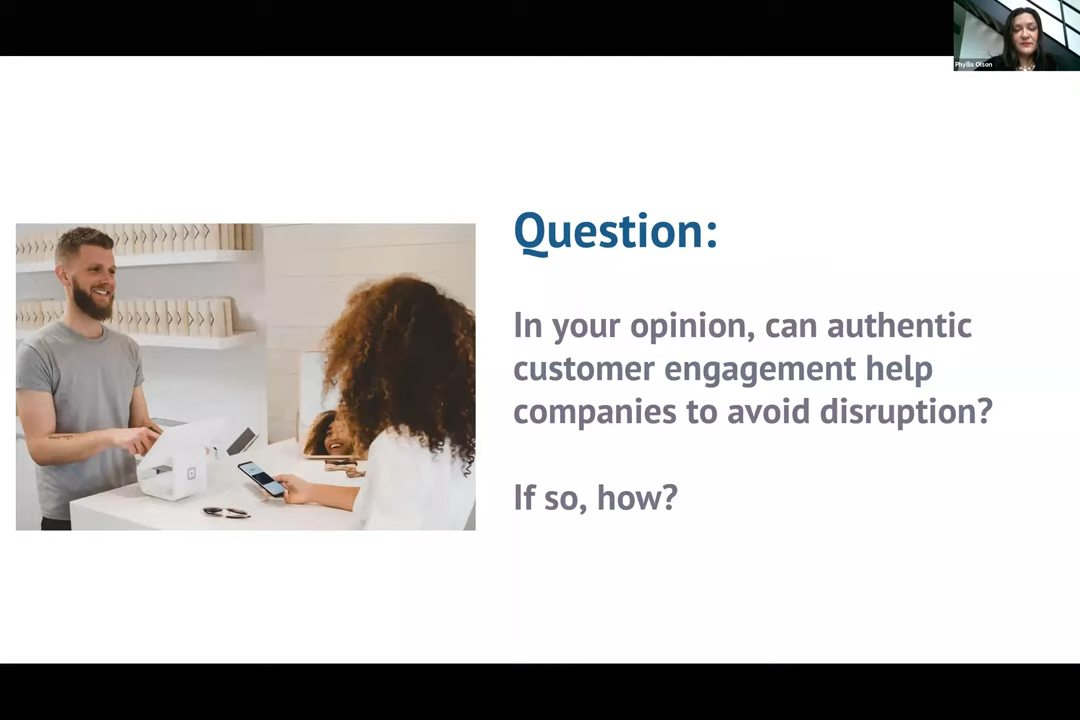 Phyllis Olson
Question:
In your opinion, can authentic
customer engagement help
companies to avoid disruption?
If so, how?